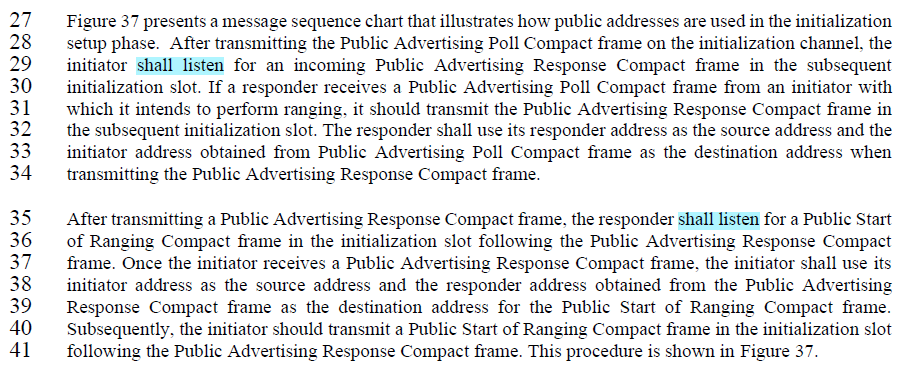 27 Figure 37 presents a message sequence chart that illustrates how public addresses are used in the initialization
28 setup phase. After transmitting the Public Advertising Poll Compact frame on the initialization channel, the
29 initiator shall listen for an incoming Public Advertising Response Compact frame in the subsequent
30 initialization slot. If a responder receives a Public Advertising Poll Compact frame from an initiator with
31 which it intends to perform ranging, it should transmit the Public Advertising Response Compact frame in
32 the subsequent initialization slot. The responder shall use its responder address as the source address and the
33 initiator address obtained from Public Advertising Poll Compact frame as the destination address when
34 transmitting the Public Advertising Response Compact frame.
35 After transmitting a Public Advertising Response Compact frame, the responder shall listen for a Public Start
36 of Ranging Compact frame in the initialization slot following the Public Advertising Response Compact
37 frame. Once the initiator receives a Public Advertising Response Compact frame, the initiator shall use its
38 initiator address as the source address and the responder address obtained from the Public Advertising
39 Response Compact frame as the destination address for the Public Start of Ranging Compact frame.
40 Subsequently, the initiator should transmit a Public Start of Ranging Compact frame in the initialization slot
41 following the Public Advertising Response Compact frame. This procedure is shown in Figure 37.